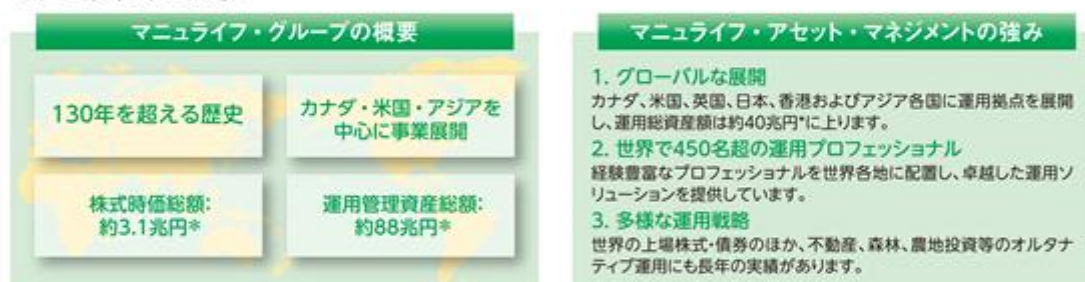 マニュライフ・グループの概要
130年を超える歴史
カナダ・米国・アジアを
中心に事業展開
株式時価総額:
約3.1兆円*
運用管理資産総額:
約88兆円*
マニュライフ・アセット・マネジメントの強み
1. グローバルな展開
カナダ、米国、英国、日本、香港およびアジア各国に運用拠点を展開
し、運用総資産額は約40兆円*に上ります。
2. 世界で450名超の運用プロフェッショナル
経験豊富なプロフェッショナルを世界各地に配置し、卓越した運用ソ
リューションを提供しています。
3. 多様な運用戦略
世界の上場株式・債券のほか、不動産、森林、農地投資等のオルタナ
ティブ運用にも長年の実績があります。